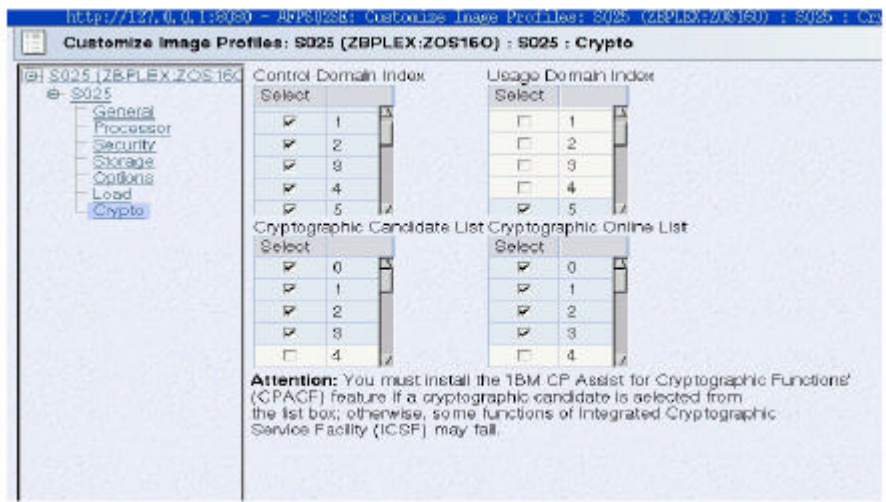 http://127.0.0.1:8080 - AFPS02SE: Customize Image Profiles: S025 (ZBPLEX:ZOS160) : S025 :
Customize Image Profiles: S025 (ZBPLEX:ZOS160) : S025 : Crypto
S025 (ZBPLEX:ZOS160
S025
General
Processor
Security
Storage
Options
Load
Crypto
Control Domain Index
Select
1
2
3
4
5
Usage Domain Index
Select
1
2
3
4
5
Cryptographic Candidate List
Select
0
1
2
3
4
Cryptographic Online List
Select
0
1
2
3
4
Attention: You must install the 'IBM CP Assist for Cryptographic Functions'
(CPACF) feature if a cryptographic candidate is selected from
the list box; otherwise, some functions of Integrated Cryptographic
Service Facility (ICSF) may fail.